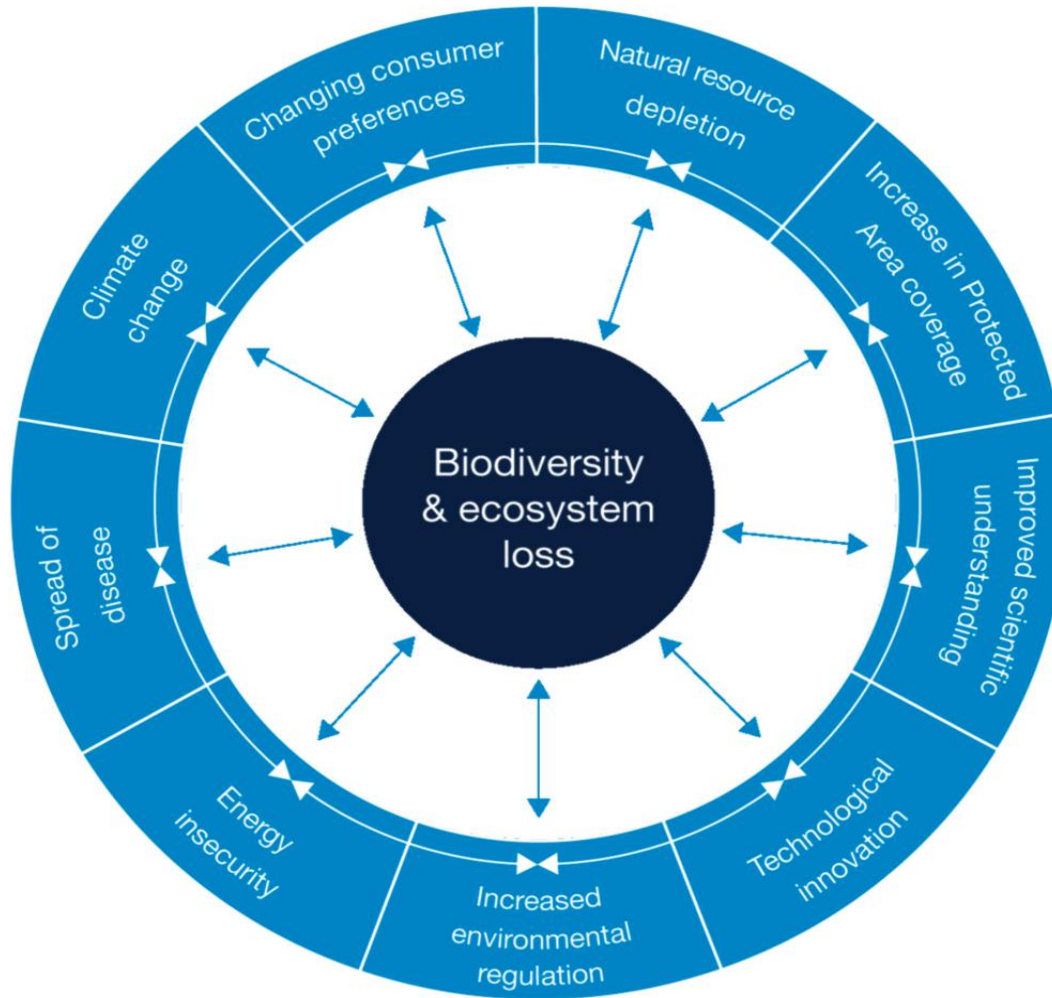 Changing consumer
preferences
Natural resource
depletion
Increase in Protected
Area coverage
Improved scientific
understanding
Technological
innovation
Increased
environmental
regulation
Energy
insecurity
Spread of
disease
Climate
change
Biodiversity
& ecosystem
loss